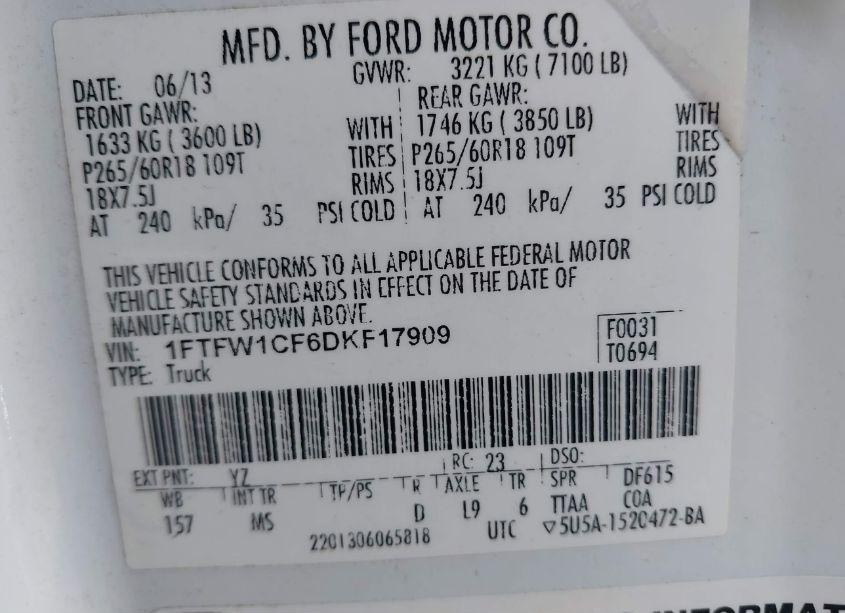 MFD. BY FORD MOTOR CO.
DATE: 06/13 GVWR: 3221 KG ( 7100 LB)
FRONT GAWR: REAR GAWR:
1633 KG ( 3600 LB) WITH 1746 KG ( 3850 LB) WITH
P265/60R18 109T TIRES P265/60R18 109T TIRES
18X7.5J RIMS 18X7.5J RIMS
AT 240 kPa/ 35 PSI COLD AT 240 kPa/ 35 PSI COLD
THIS VEHICLE CONFORMS TO ALL APPLICABLE FEDERAL MOTOR
VEHICLE SAFETY STANDARDS IN EFFECT ON THE DATE OF
MANUFACTURE SHOWN ABOVE.
VIN: 1FTFW1CF6DKF17909 F0031
TYPE: Truck T0694
EXT PNT: YZ RC: 23 DSO:
WB INT TR TP/PS R AXLE TR SPR DF615
157 MS D L9 6 TTAA COA
2201306065818 UTC ▽5U5A-1520472-BA